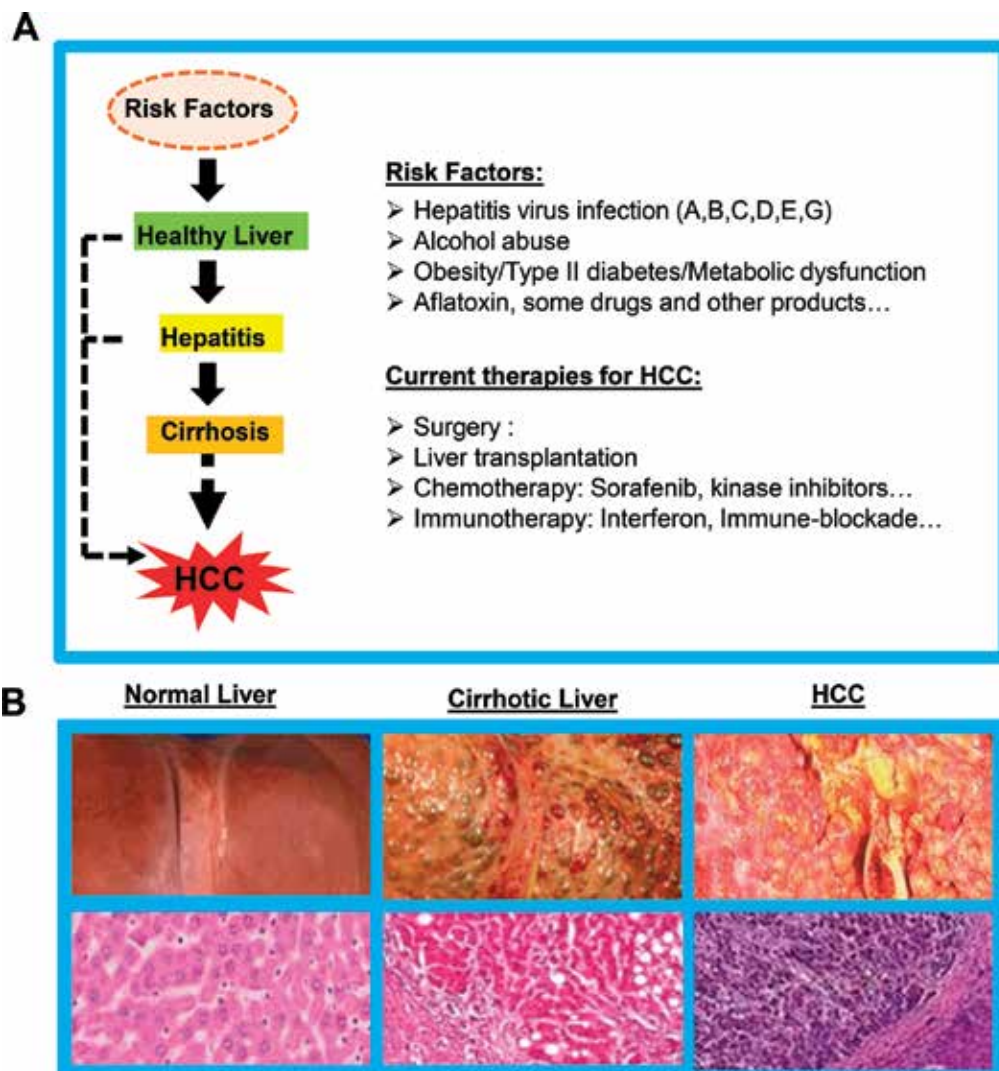 A
Risk Factors
Healthy Liver
Hepatitis
Cirrhosis
HCC
Risk Factors:
➢ Hepatitis virus infection (A,B,C,D,E,G)
➢ Alcohol abuse
➢ Obesity/Type II diabetes/Metabolic dysfunction
➢ Aflatoxin, some drugs and other products…
Current therapies for HCC:
➢ Surgery :
➢ Liver transplantation
➢ Chemotherapy: Sorafenib, kinase inhibitors…
➢ Immunotherapy: Interferon, Immune-blockade…
B
Normal Liver
Cirrhotic Liver
HCC